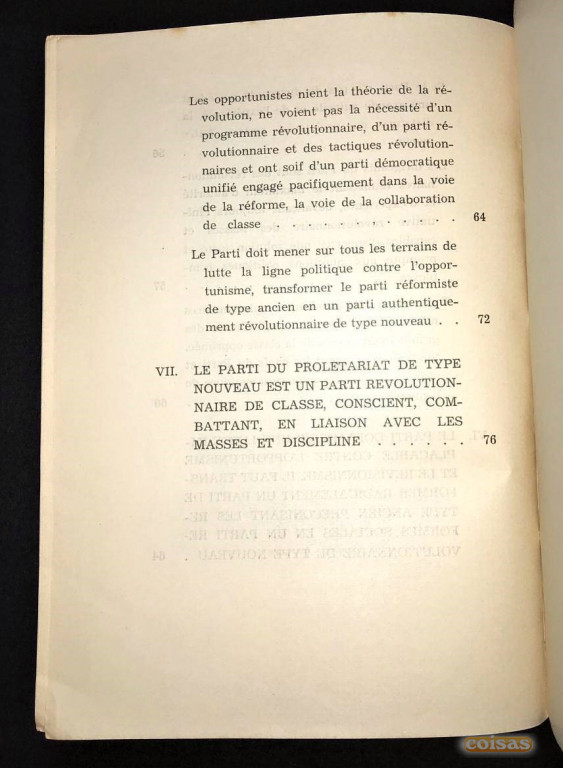 Les opportunistes nient la théorie de la ré-
volution, ne voient pas la nécessité d'un
programme révolutionnaire, d'un parti ré-
volutionnaire et des tactiques révolution-
naires et ont soif d'un parti démocratique
unifié engagé pacifiquement dans la voie
de la réforme, la voie de la collaboration
de classe . . . . . . . . . . . . 64
Le Parti doit mener sur tous les terrains de
lutte la ligne politique contre l'oppor-
tunisme, transformer le parti réformiste
de type ancien en un parti authentique-
ment révolutionnaire de type nouveau . . 72
VII. LE PARTI DU PROLETARIAT DE TYPE
NOUVEAU EST UN PARTI REVOLUTION-
NAIRE DE CLASSE, CONSCIENT, COM-
BATTANT, EN LIAISON AVEC LES
MASSES ET DISCIPLINE . . . . . . 76
coisas